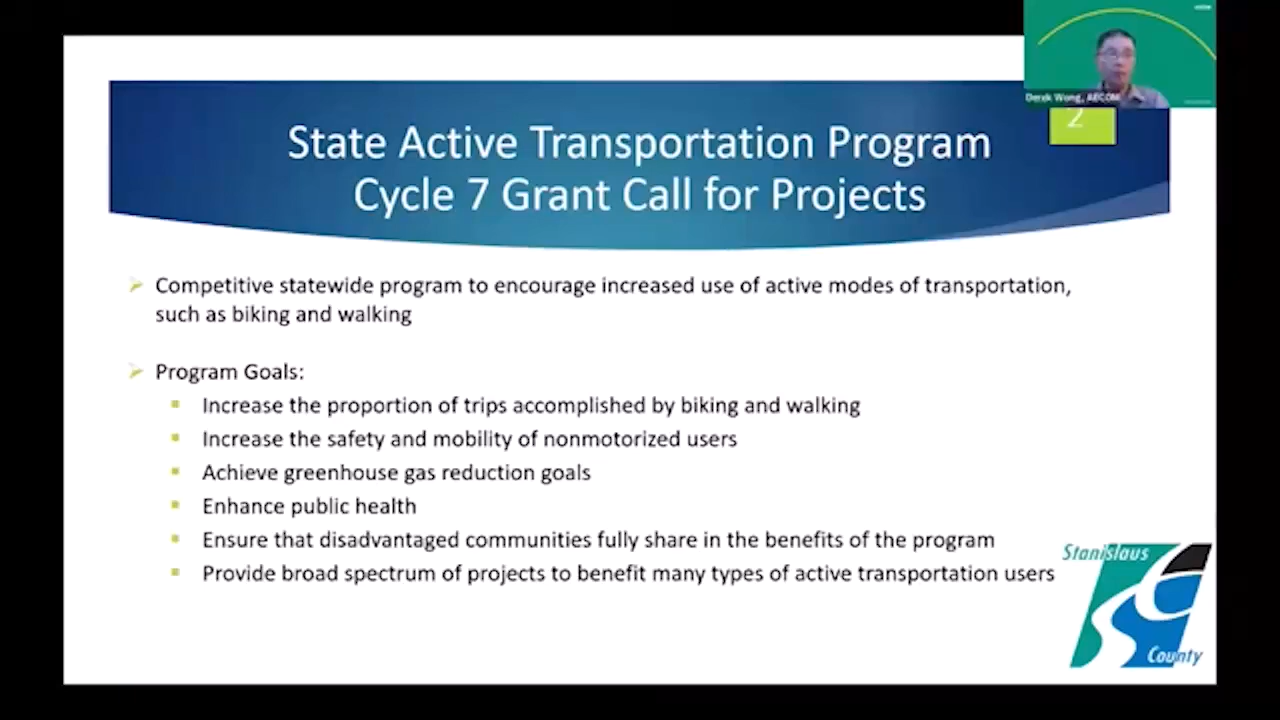 Derek Wong, AECOM
2
State Active Transportation Program
Cycle 7 Grant Call for Projects
Competitive statewide program to encourage increased use of active modes of transportation,
such as biking and walking
Program Goals:
Increase the proportion of trips accomplished by biking and walking
Increase the safety and mobility of nonmotorized users
Achieve greenhouse gas reduction goals
Enhance public health
Ensure that disadvantaged communities fully share in the benefits of the program
Provide broad spectrum of projects to benefit many types of active transportation users
Stanislaus
County